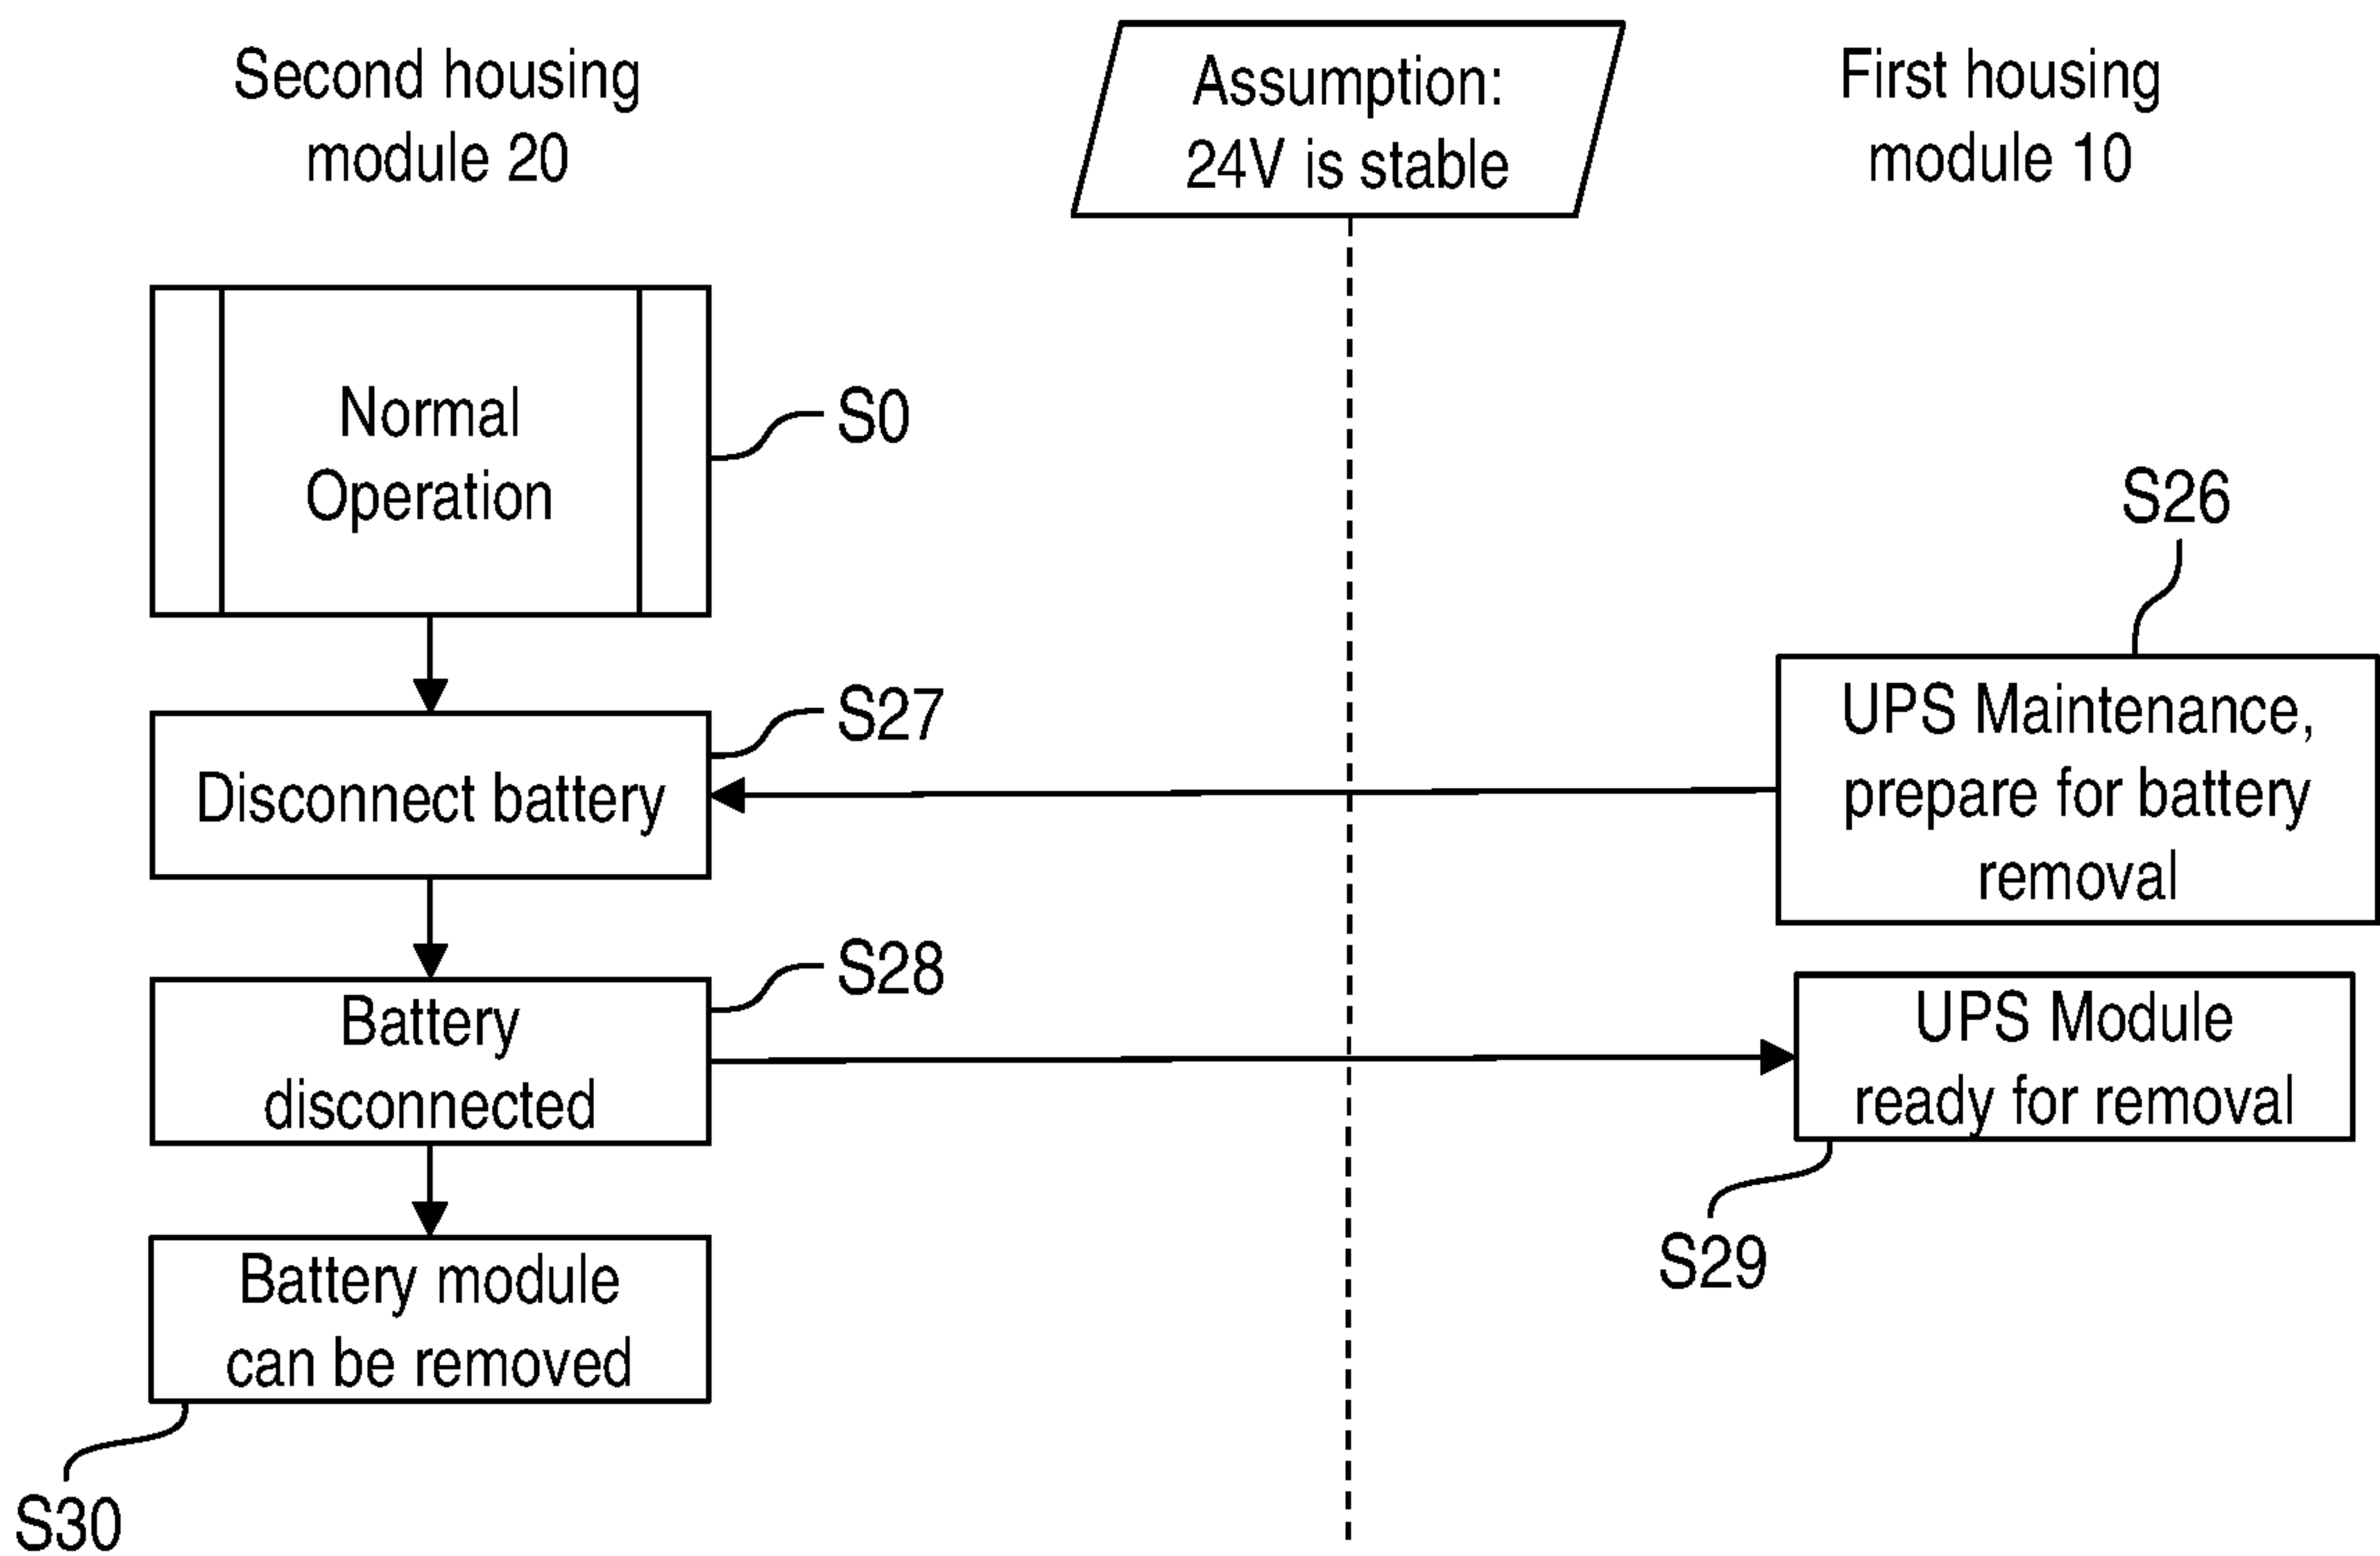 Second housing
module 20
Assumption:
24V is stable
First housing
module 10
Normal
Operation
S0
S26
S27
Disconnect battery
UPS Maintenance,
prepare for battery
removal
S28
Battery
disconnected
UPS Module
ready for removal
S29
Battery module
can be removed
S30